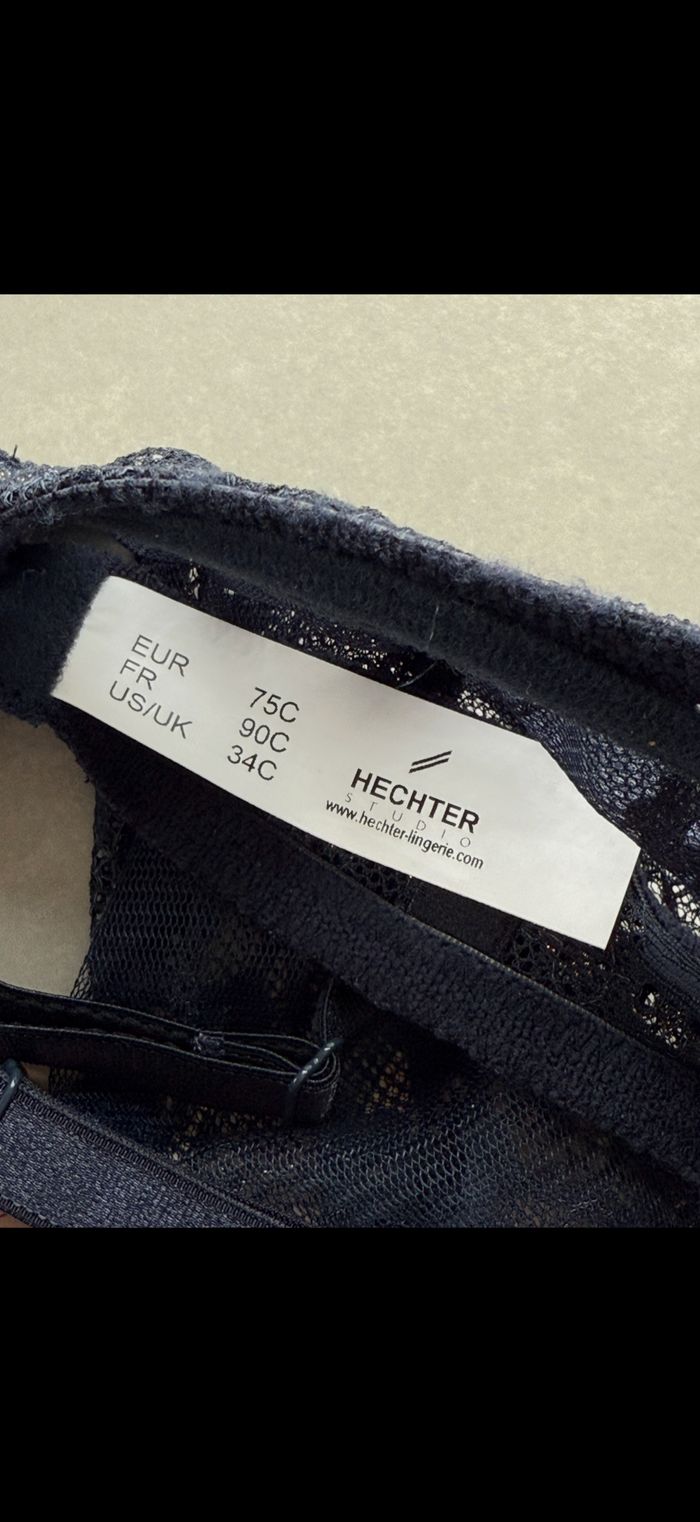 EUR 75C
FR 90C
US/UK 34C
HECHTER
STUDIO
www.hechter-lingerie.com